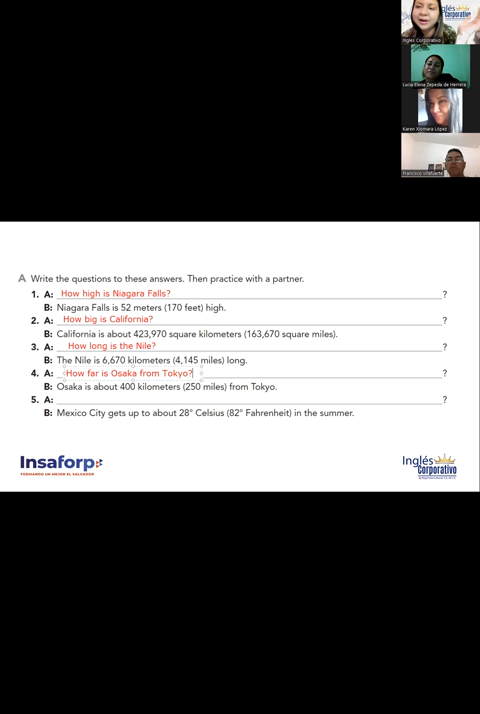 Inglés Corporativo
Inglés Corporativo
Lucia Elena Zepeda de Herrera
Karen Xiomara López
Francisco villafuerte
A Write the questions to these answers. Then practice with a partner.
1. A: How high is Niagara Falls? ?
B: Niagara Falls is 52 meters (170 feet) high.
2. A: How big is California? ?
B: California is about 423,970 square kilometers (163,670 square miles).
3. A: How long is the Nile? ?
B: The Nile is 6,670 kilometers (4,145 miles) long.
4. A: How far is Osaka from Tokyo? ?
B: Osaka is about 400 kilometers (250 miles) from Tokyo.
5. A: ?
B: Mexico City gets up to about 28° Celsius (82° Fahrenheit) in the summer.
Insaforp
FORMANDO UN MEJOR EL SALVADOR
Inglés
Corporativo